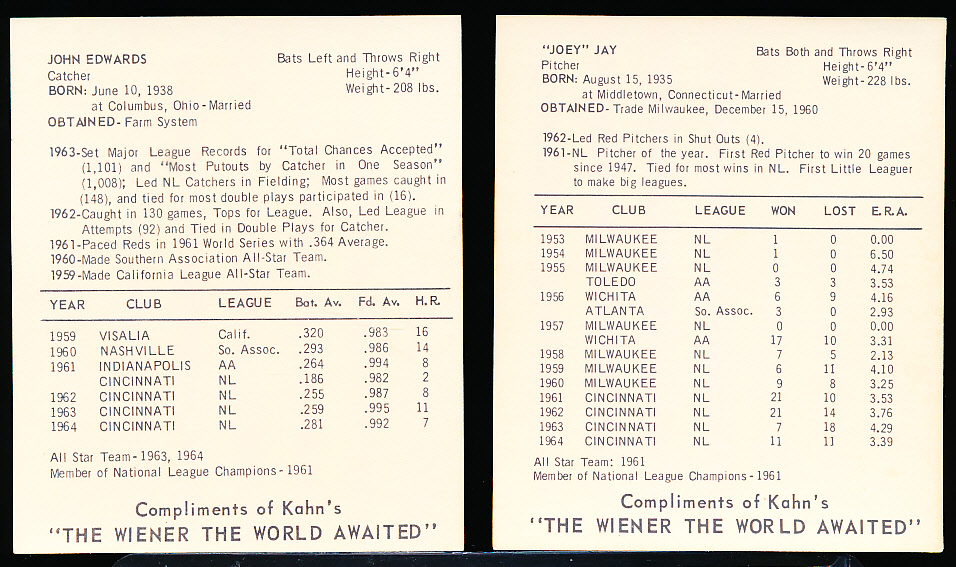 JOHN EDWARDS Bats Left and Throws Right
Catcher Height-6'4"
BORN: June 10, 1938 Weight-208 lbs.
at Columbus, Ohio-Married
OBTAINED- Farm System
1963-Set Major League Records for "Total Chances Accepted"
(1,101) and "Most Putouts by Catcher in One Season"
(1,008); Led NL Catchers in Fielding; Most games caught in
(148), and tied for most double plays participated in (16).
1962-Caught in 130 games, Tops for League. Also, Led League in
Attempts (92) and Tied in Double Plays for Catcher.
1961-Paced Reds in 1961 World Series with .364 Average.
1960-Made Southern Association All-Star Team.
1959-Made California League All-Star Team.
YEAR CLUB LEAGUE Bat. Av. Fd. Av. H.R.
1959 VISALIA Calif. .320 .983 16
1960 NASHVILLE So. Assoc. .293 .986 14
1961 INDIANAPOLIS AA .264 .994 8
CINCINNATI NL .186 .982 2
1962 CINCINNATI NL .255 .987 8
1963 CINCINNATI NL .259 .995 11
1964 CINCINNATI NL .281 .992 7
All Star Team-1963, 1964
Member of National League Champions-1961
Compliments of Kahn's
"THE WIENER THE WORLD AWAITED"
"JOEY" JAY Bats Both and Throws Right
Pitcher Height-6'4"
BORN: August 15, 1935 Weight-228 lbs.
at Middletown, Connecticut-Married
OBTAINED- Trade Milwaukee, December 15, 1960
1962-Led Red Pitchers in Shut Outs (4).
1961-NL Pitcher of the year. First Red Pitcher to win 20 games
since 1947. Tied for most wins in NL. First Little Leaguer
to make big leagues.
YEAR CLUB LEAGUE WON LOST E.R.A.
1953 MILWAUKEE NL 1 0 0.00
1954 MILWAUKEE NL 1 0 6.50
1955 MILWAUKEE NL 0 0 4.74
TOLEDO AA 3 3 3.53
1956 WICHITA AA 6 9 4.16
ATLANTA So. Assoc. 3 0 2.93
1957 MILWAUKEE NL 0 0 0.00
WICHITA AA 17 10 3.31
1958 MILWAUKEE NL 7 5 2.13
1959 MILWAUKEE NL 6 11 4.10
1960 MILWAUKEE NL 9 8 3.25
1961 CINCINNATI NL 21 10 3.53
1962 CINCINNATI NL 21 14 3.76
1963 CINCINNATI NL 7 18 4.29
1964 CINCINNATI NL 11 11 3.39
All Star Team: 1961
Member of National League Champions-1961
Compliments of Kahn's
"THE WIENER THE WORLD AWAITED"